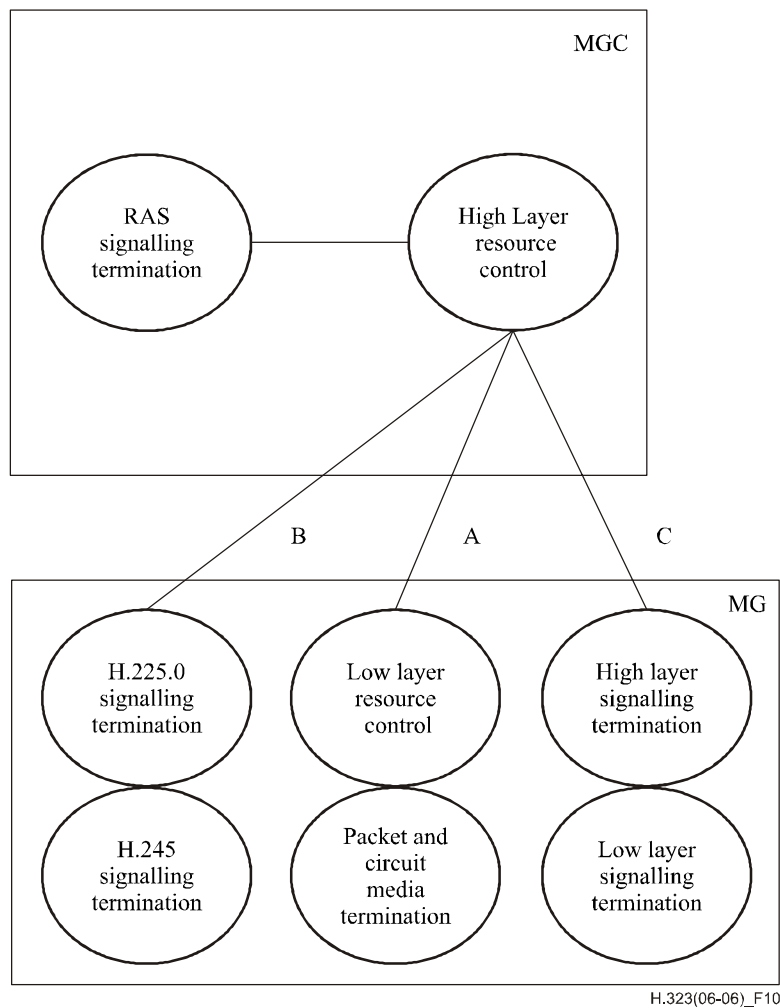 MGC
RAS
signalling
termination
High Layer
resource
control
B
A
C
MG
H.225.0
signalling
termination
Low layer
resource
control
High layer
signalling
termination
H.245
signalling
termination
Packet and
circuit
media
termination
Low layer
signalling
termination
H.323(06-06)_F10